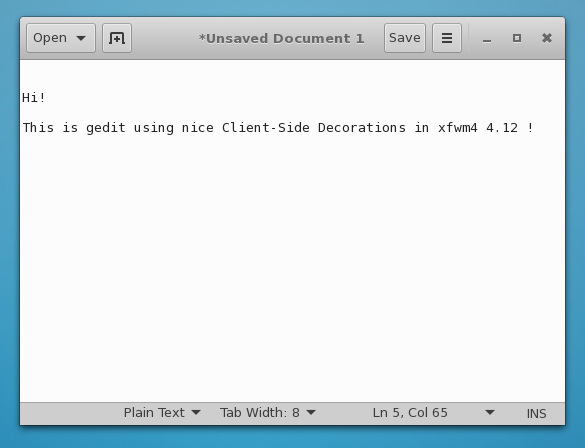 Open *Unsaved Document 1 Save
Hi!
This is gedit using nice Client-Side Decorations in xfwm4 4.12 !
Plain Text Tab Width: 8 Ln 5, Col 65 INS